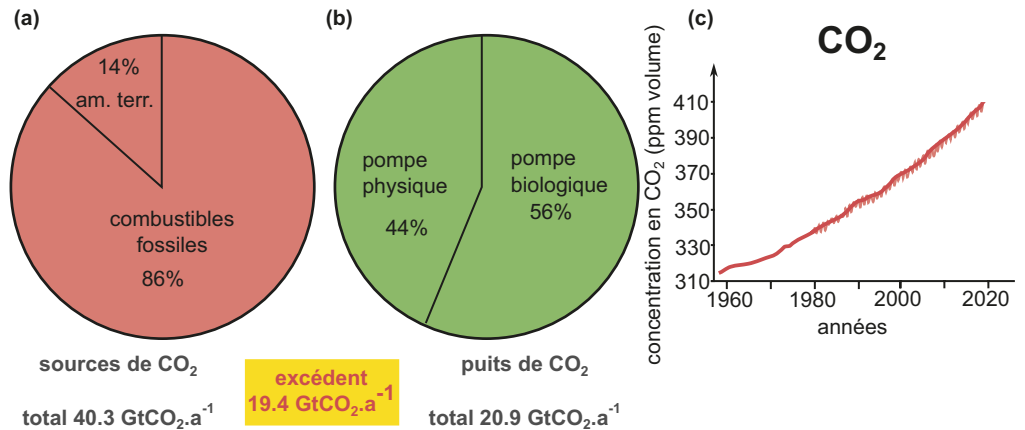 (a)
14%
am. terr.
combustibles
fossiles
86%
sources de CO₂
total 40.3 GtCO₂.a⁻¹
excédent
19.4 GtCO₂.a⁻¹
(b)
pompe
physique
44%
pompe
biologique
56%
puits de CO₂
total 20.9 GtCO₂.a⁻¹
(c)
CO₂
concentration en CO₂ (ppm volume)
410
390
370
350
330
310
1960
1980
2000
2020
années